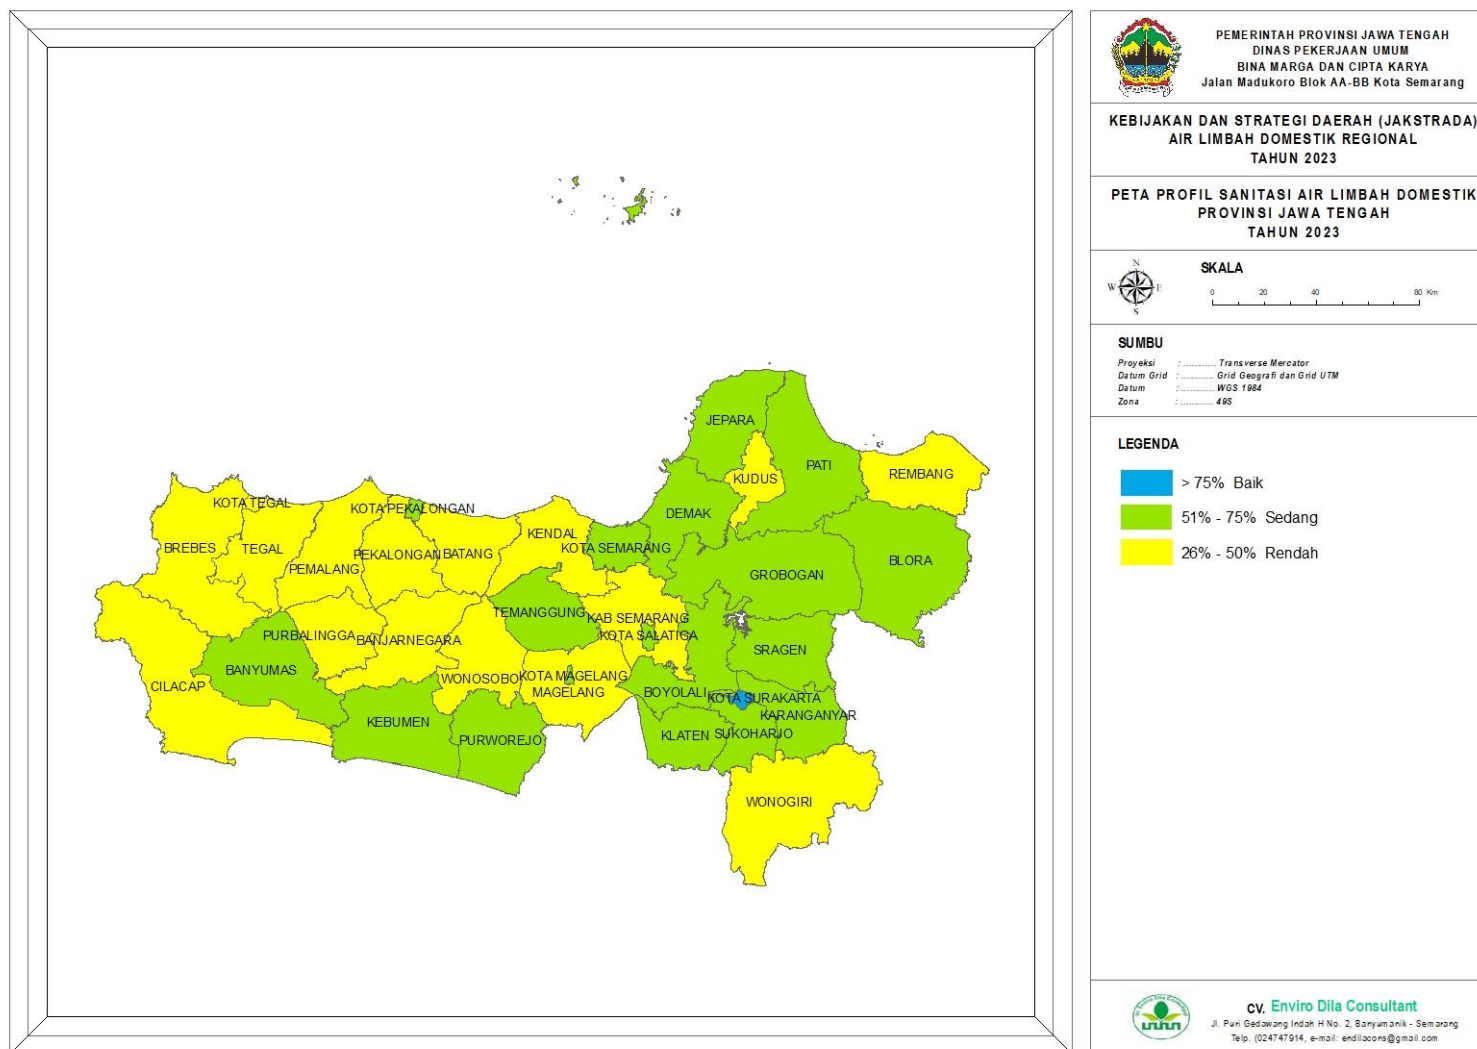 PEMERINTAH PROVINSI JAWA TENGAH
DINAS PEKERJAAN UMUM
BINA MARGA DAN CIPTA KARYA
Jalan Madukoro Blok AA-BB Kota Semarang
KEBIJAKAN DAN STRATEGI DAERAH (JAKSTRADA)
AIR LIMBAH DOMESTIK REGIONAL
TAHUN 2023
PETA PROFIL SANITASI AIR LIMBAH DOMESTIK
PROVINSI JAWA TENGAH
TAHUN 2023
N
W E
S
SKALA
0 20 40 80 Km
SUMBU
Proyeksi : ............ Transverse Mercator
Datum Grid : ............ Grid Geografi dan Grid UTM
Datum : ............ WGS 1984
Zona : ............ 49S
LEGENDA
> 75% Baik
51% - 75% Sedang
26% - 50% Rendah
JEPARA
PATI
KUDUS
REMBANG
KOTA TEGAL
KOTA PEKALONGAN
DEMAK
BREBES
TEGAL
PEMALANG
PEKALONGAN
BATANG
KENDAL
KOTA SEMARANG
GROBOGAN
BLORA
TEMANGGUNG
KAB SEMARANG
KOTA SALATIGA
PURBALINGGA
BANJARNEGARA
SRAGEN
BANYUMAS
CILACAP
WONOSOBO
KOTA MAGELANG
MAGELANG
BOYOLALI
KOTA SURAKARTA
KARANGANYAR
KEBUMEN
PURWOREJO
KLATEN
SUKOHARJO
WONOGIRI
CV. Enviro Dila Consultant
Jl. Puri Gedawang Indah H No. 2, Banyumanik - Semarang
Telp. (024747914, e-mail: endilacons@gmail.com